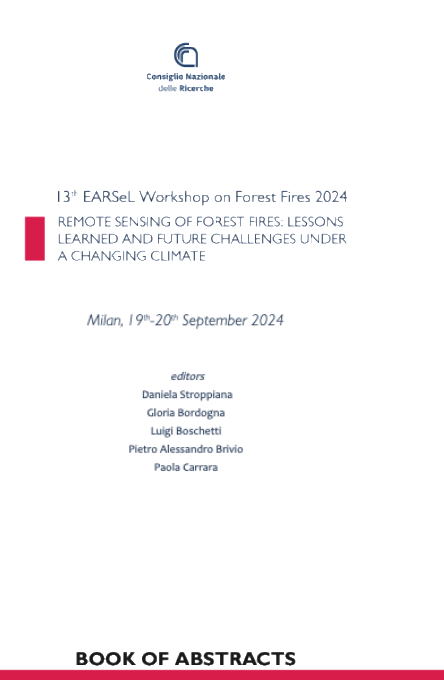 Consiglio Nazionale
delle Ricerche
13th EARSeL Workshop on Forest Fires 2024
REMOTE SENSING OF FOREST FIRES: LESSONS
LEARNED AND FUTURE CHALLENGES UNDER
A CHANGING CLIMATE
Milan, 19th-20th September 2024
editors
Daniela Stroppiana
Gloria Bordogna
Luigi Boschetti
Pietro Alessandro Brivio
Paola Carrara
BOOK OF ABSTRACTS